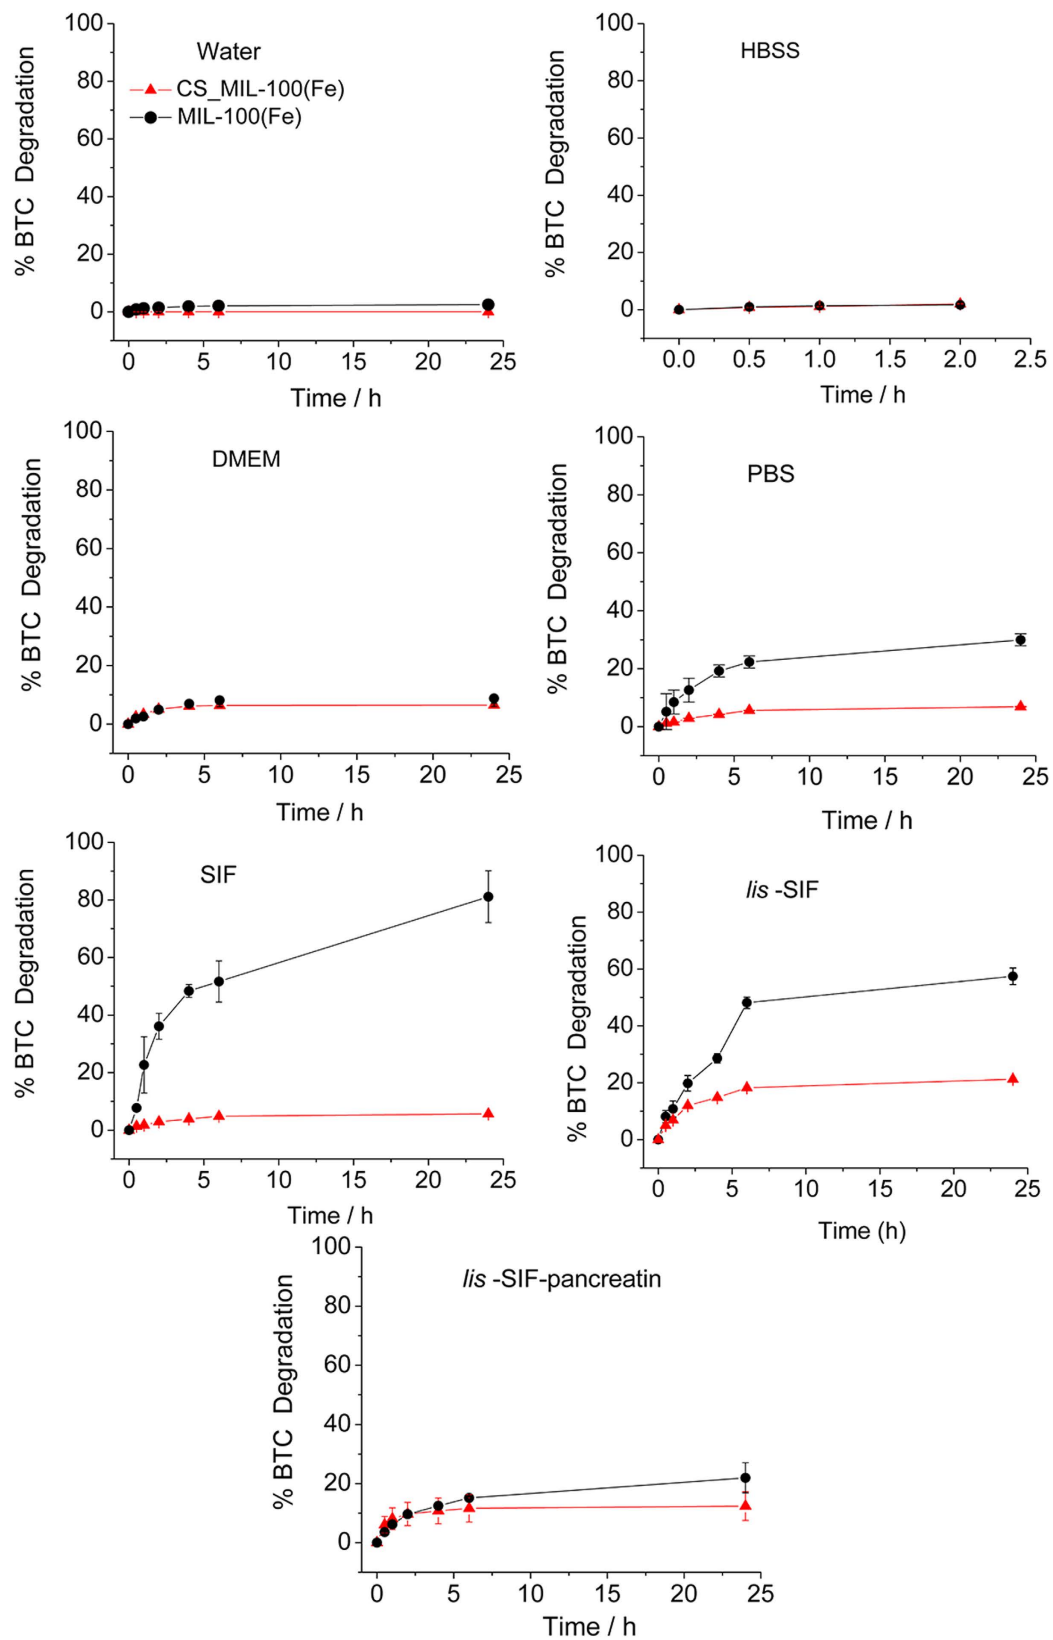 Water
CS_MIL-100(Fe)
MIL-100(Fe)
% BTC Degradation
100
80
60
40
20
0
0 5 10 15 20 25
Time / h
HBSS
% BTC Degradation
100
80
60
40
20
0
0.0 0.5 1.0 1.5 2.0 2.5
Time / h
DMEM
% BTC Degradation
100
80
60
40
20
0
0 5 10 15 20 25
Time / h
PBS
% BTC Degradation
100
80
60
40
20
0
0 5 10 15 20 25
Time / h
SIF
% BTC Degradation
100
80
60
40
20
0
0 5 10 15 20 25
Time / h
lis -SIF
% BTC Degradation
100
80
60
40
20
0
0 5 10 15 20 25
Time (h)
lis -SIF-pancreatin
% BTC Degradation
100
80
60
40
20
0
0 5 10 15 20 25
Time / h